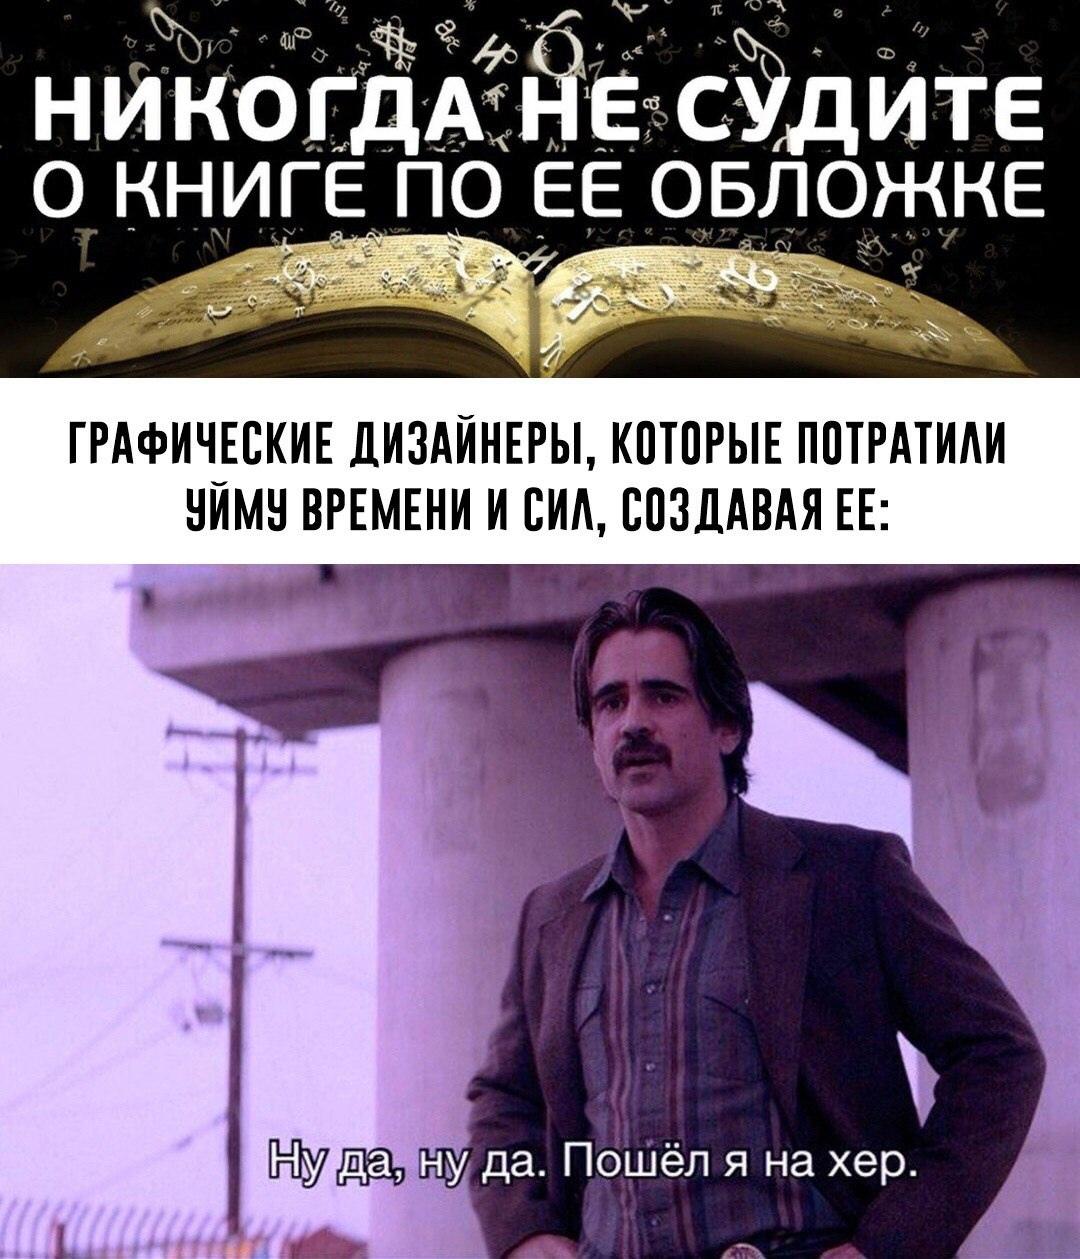 НИКОГДА НЕ СУДИТЕ
О КНИГЕ ПО ЕЕ ОБЛОЖКЕ
ГРАФИЧЕСКИЕ ДИЗАЙНЕРЫ, КОТОРЫЕ ПОТРАТИЛИ
УЙМУ ВРЕМЕНИ И СИЛ, СОЗДАВАЯ ЕЕ:
Ну да, ну да. Пошёл я на хер.